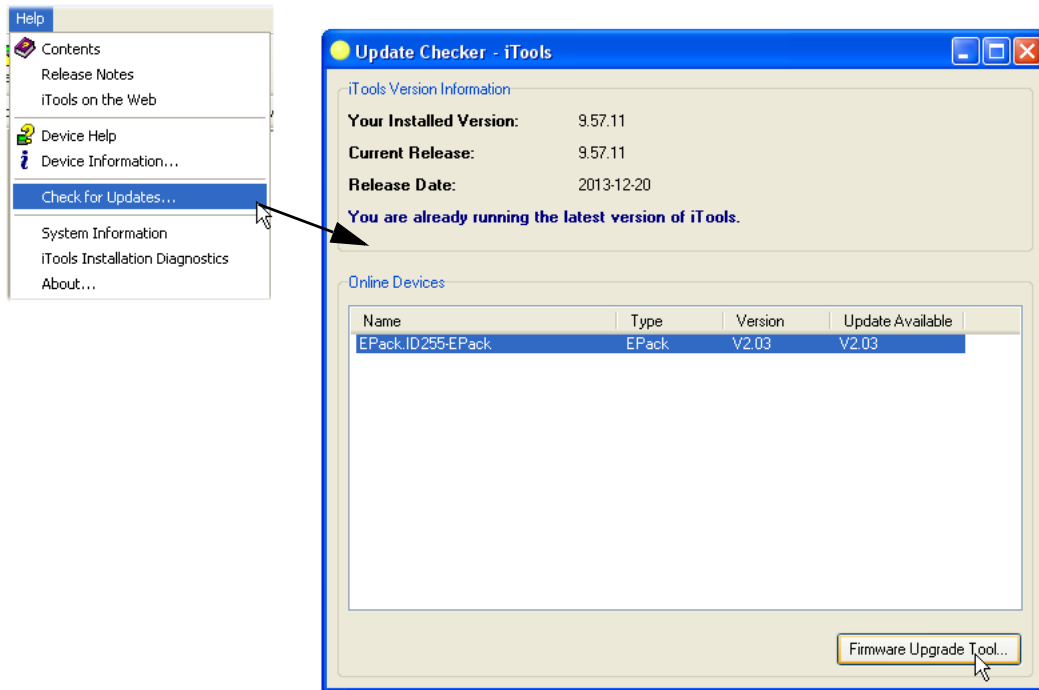 Help
Contents
Release Notes
iTools on the Web
Device Help
Device Information...
Check for Updates...
System Information
iTools Installation Diagnostics
About...
Update Checker - iTools
iTools Version Information
Your Installed Version: 9.57.11
Current Release: 9.57.11
Release Date: 2013-12-20
You are already running the latest version of iTools.
Online Devices
Name Type Version Update Available
EPack.ID255-EPack EPack V2.03 V2.03
Firmware Upgrade Tool...